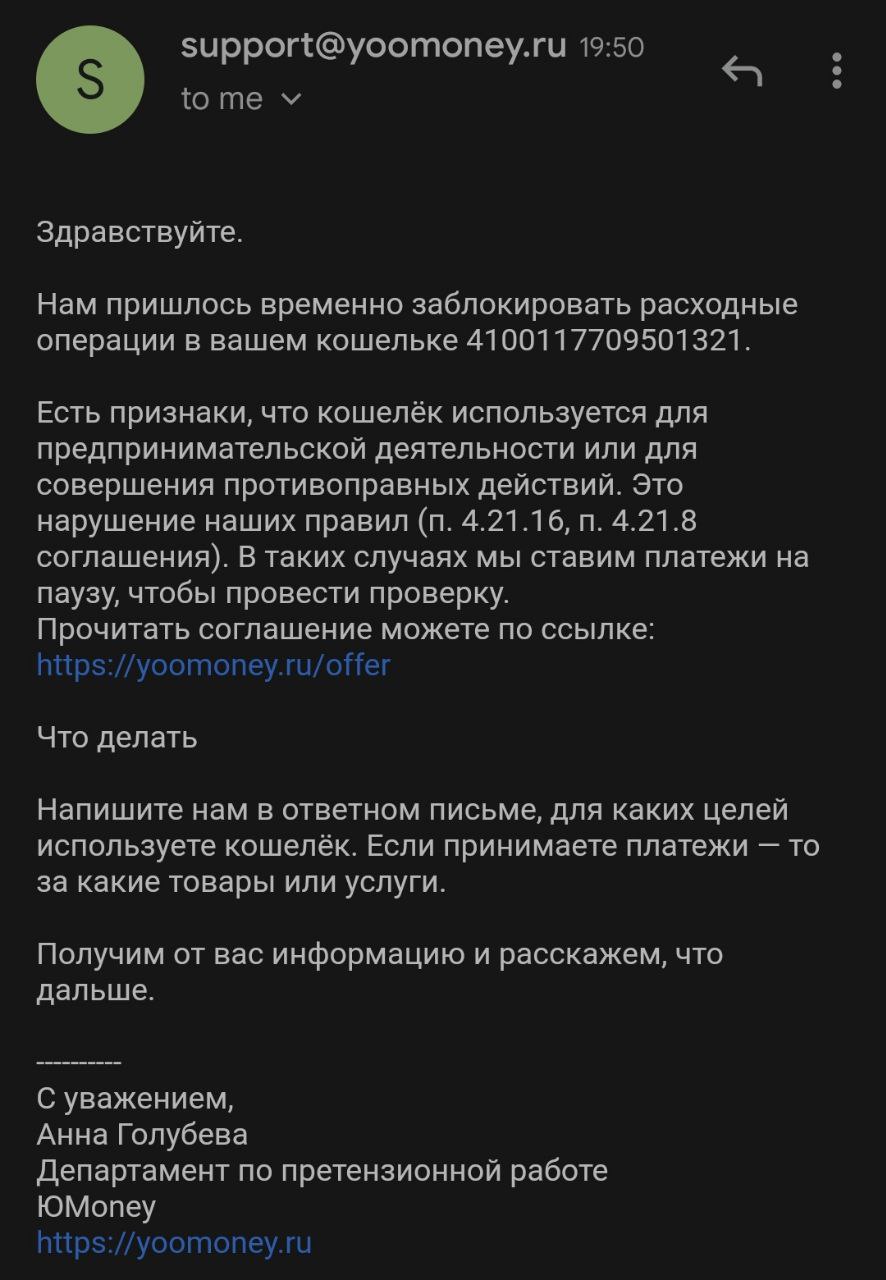 S
support@yoomoney.ru 19:50
to me
Здравствуйте.
Нам пришлось временно заблокировать расходные
операции в вашем кошельке 4100117709501321.
Есть признаки, что кошелёк используется для
предпринимательской деятельности или для
совершения противоправных действий. Это
нарушение наших правил (п. 4.21.16, п. 4.21.8
соглашения). В таких случаях мы ставим платежи на
паузу, чтобы провести проверку.
Прочитать соглашение можете по ссылке:
https://yoomoney.ru/offer
Что делать
Напишите нам в ответном письме, для каких целей
используете кошелёк. Если принимаете платежи — то
за какие товары или услуги.
Получим от вас информацию и расскажем, что
дальше.
----------
С уважением,
Анна Голубева
Департамент по претензионной работе
ЮMoney
https://yoomoney.ru